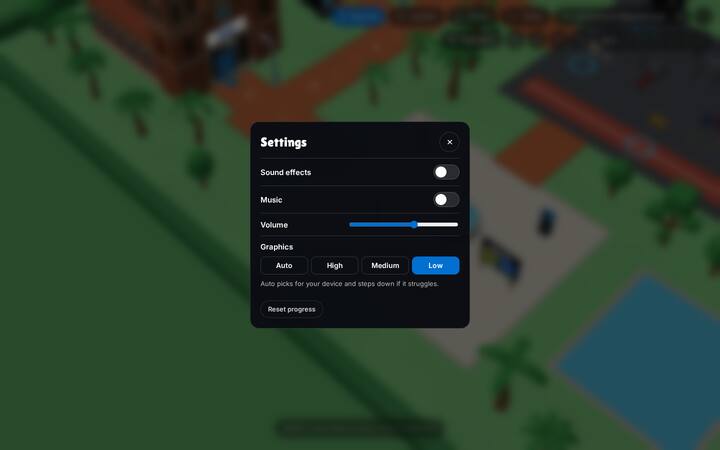 Settings
×
Sound effects
Music
Volume
Graphics
Auto High Medium Low
Auto picks for your device and steps down if it struggles.
Reset progress